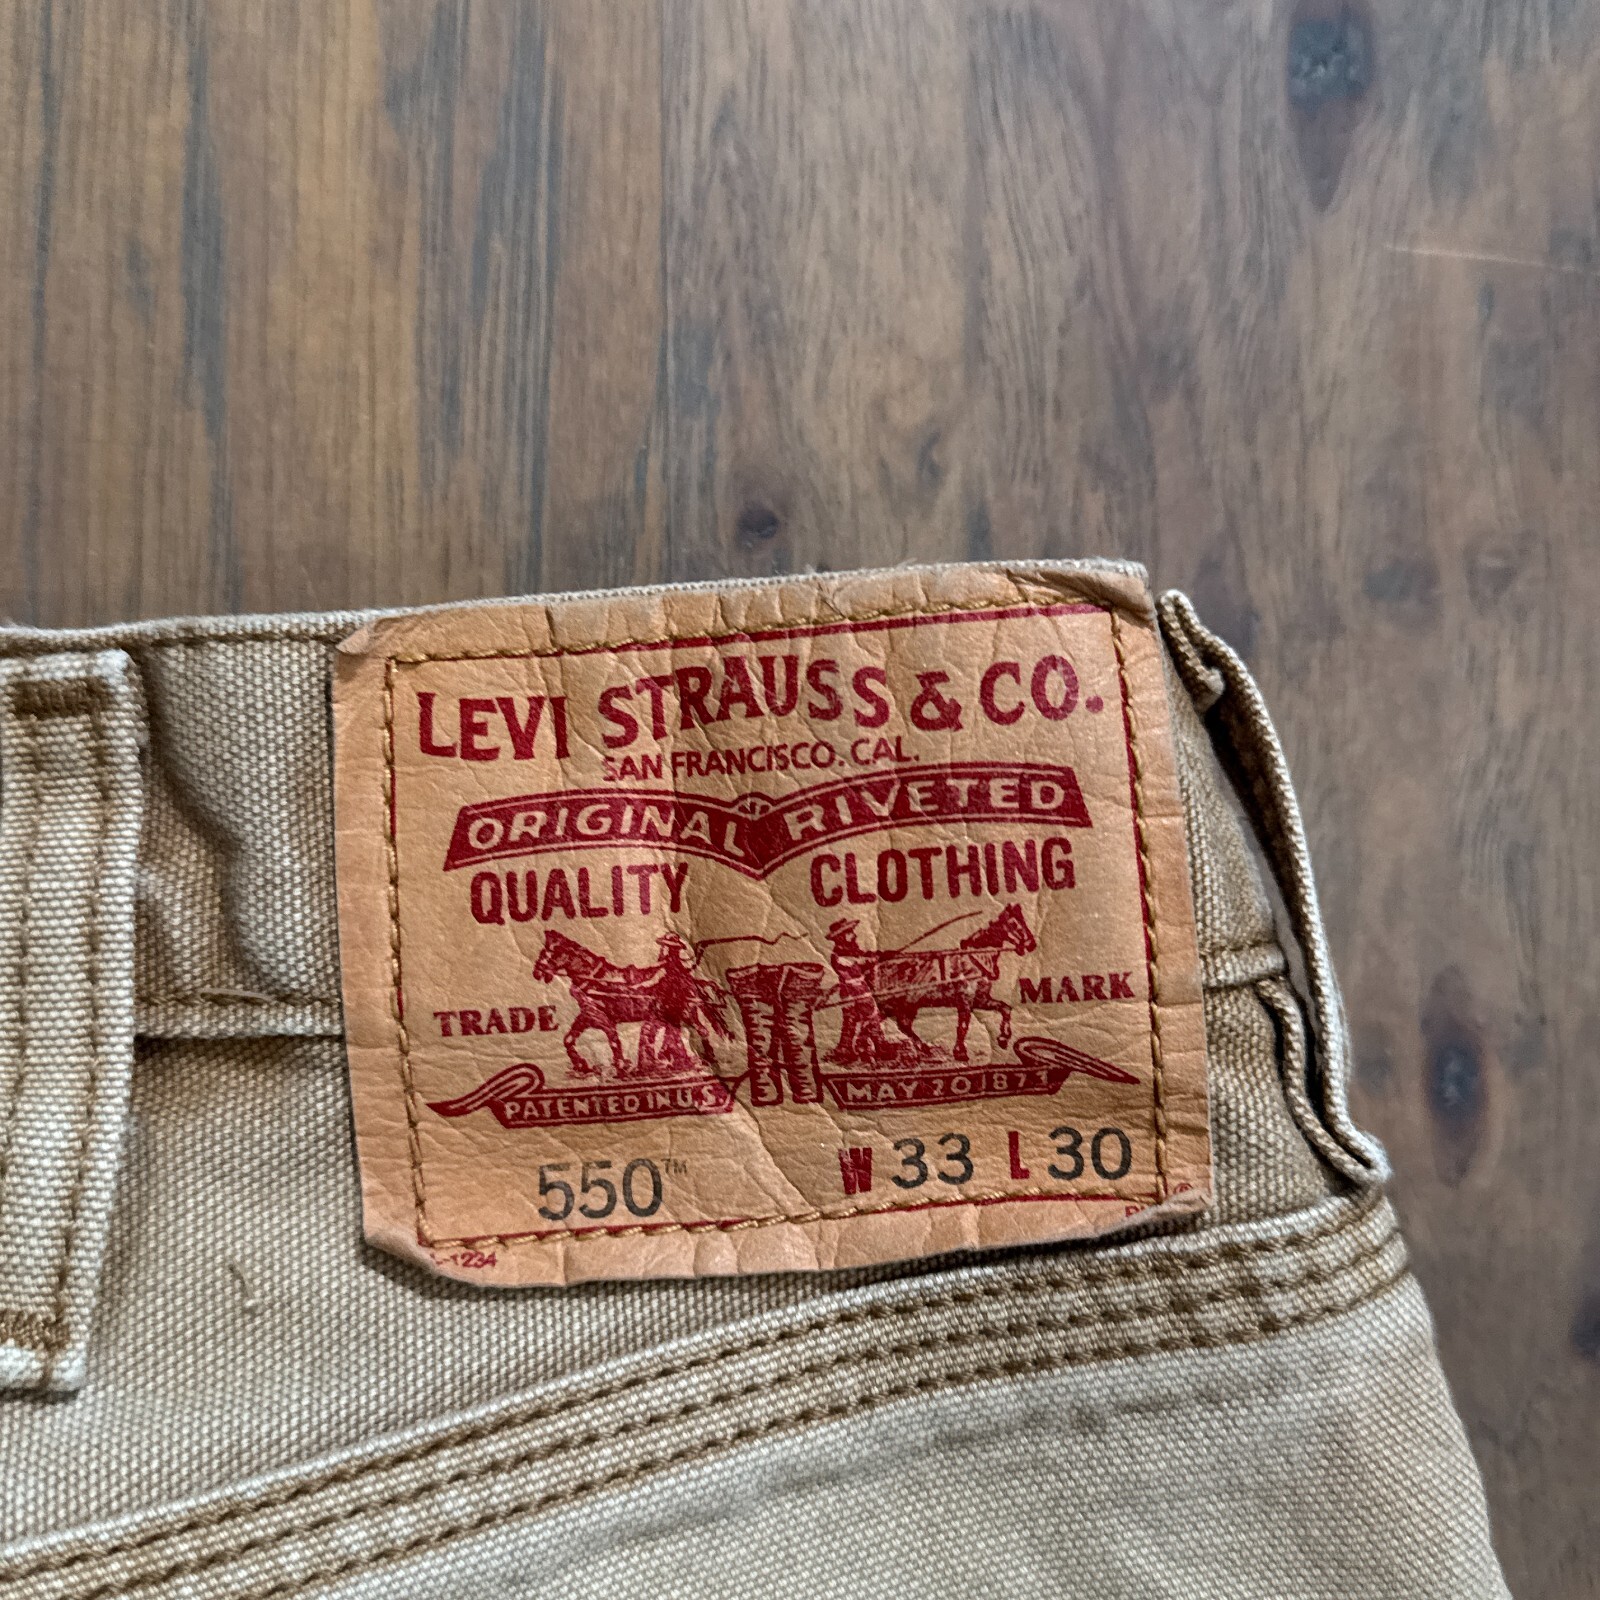 LEVI STRAUSS & CO.
SAN FRANCISCO. CAL.
ORIGINAL RIVETED
QUALITY CLOTHING
TRADE MARK
PATENTED IN U.S. MAY 20 1873
550™ W 33 L 30
1234 ®